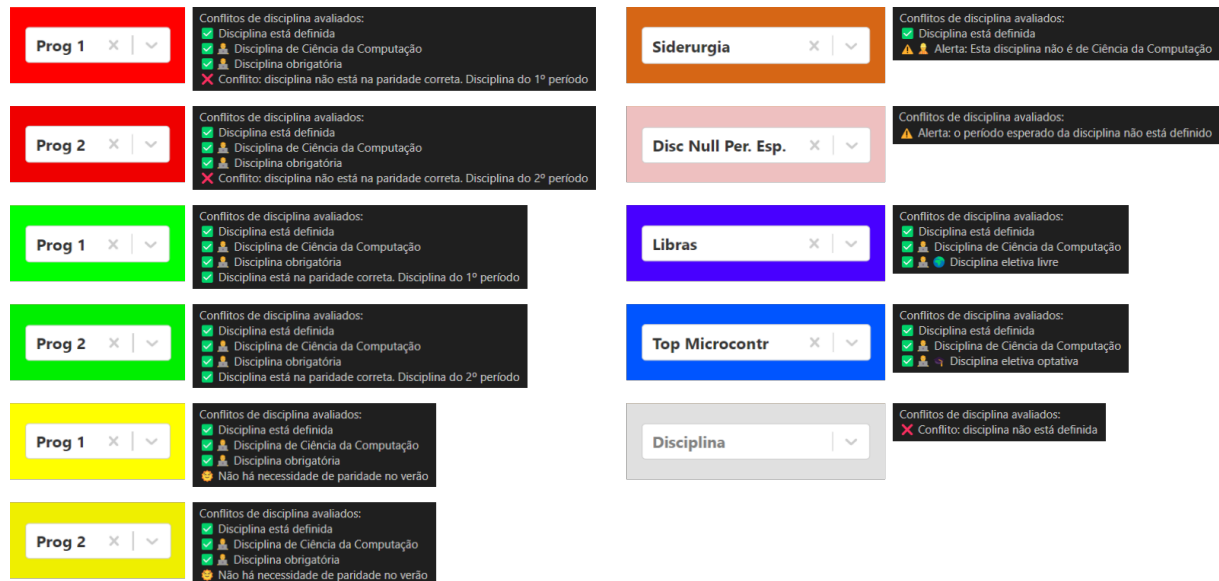 Prog 1
Conflitos de disciplina avaliados:
✅ Disciplina está definida
✅ 🧑‍💻 Disciplina de Ciência da Computação
✅ 🧑‍💻 Disciplina obrigatória
❌ Conflito: disciplina não está na paridade correta. Disciplina do 1º período
Prog 2
Conflitos de disciplina avaliados:
✅ Disciplina está definida
✅ 🧑‍💻 Disciplina de Ciência da Computação
✅ 🧑‍💻 Disciplina obrigatória
❌ Conflito: disciplina não está na paridade correta. Disciplina do 2º período
Prog 1
Conflitos de disciplina avaliados:
✅ Disciplina está definida
✅ 🧑‍💻 Disciplina de Ciência da Computação
✅ 🧑‍💻 Disciplina obrigatória
✅ Disciplina está na paridade correta. Disciplina do 1º período
Prog 2
Conflitos de disciplina avaliados:
✅ Disciplina está definida
✅ 🧑‍💻 Disciplina de Ciência da Computação
✅ 🧑‍💻 Disciplina obrigatória
✅ Disciplina está na paridade correta. Disciplina do 2º período
Prog 1
Conflitos de disciplina avaliados:
✅ Disciplina está definida
✅ 🧑‍💻 Disciplina de Ciência da Computação
✅ 🧑‍💻 Disciplina obrigatória
🌞 Não há necessidade de paridade no verão
Prog 2
Conflitos de disciplina avaliados:
✅ Disciplina está definida
✅ 🧑‍💻 Disciplina de Ciência da Computação
✅ 🧑‍💻 Disciplina obrigatória
🌞 Não há necessidade de paridade no verão
Siderurgia
Conflitos de disciplina avaliados:
✅ Disciplina está definida
⚠️ 👤 Alerta: Esta disciplina não é de Ciência da Computação
Disc Null Per. Esp.
Conflitos de disciplina avaliados:
⚠️ Alerta: o período esperado da disciplina não está definido
Libras
Conflitos de disciplina avaliados:
✅ Disciplina está definida
✅ 🧑‍💻 Disciplina de Ciência da Computação
✅ 🧑‍💻 🌍 Disciplina eletiva livre
Top Microcontr
Conflitos de disciplina avaliados:
✅ Disciplina está definida
✅ 🧑‍💻 Disciplina de Ciência da Computação
✅ 🧑‍💻 Disciplina eletiva optativa
Disciplina
Conflitos de disciplina avaliados:
❌ Conflito: disciplina não está definida